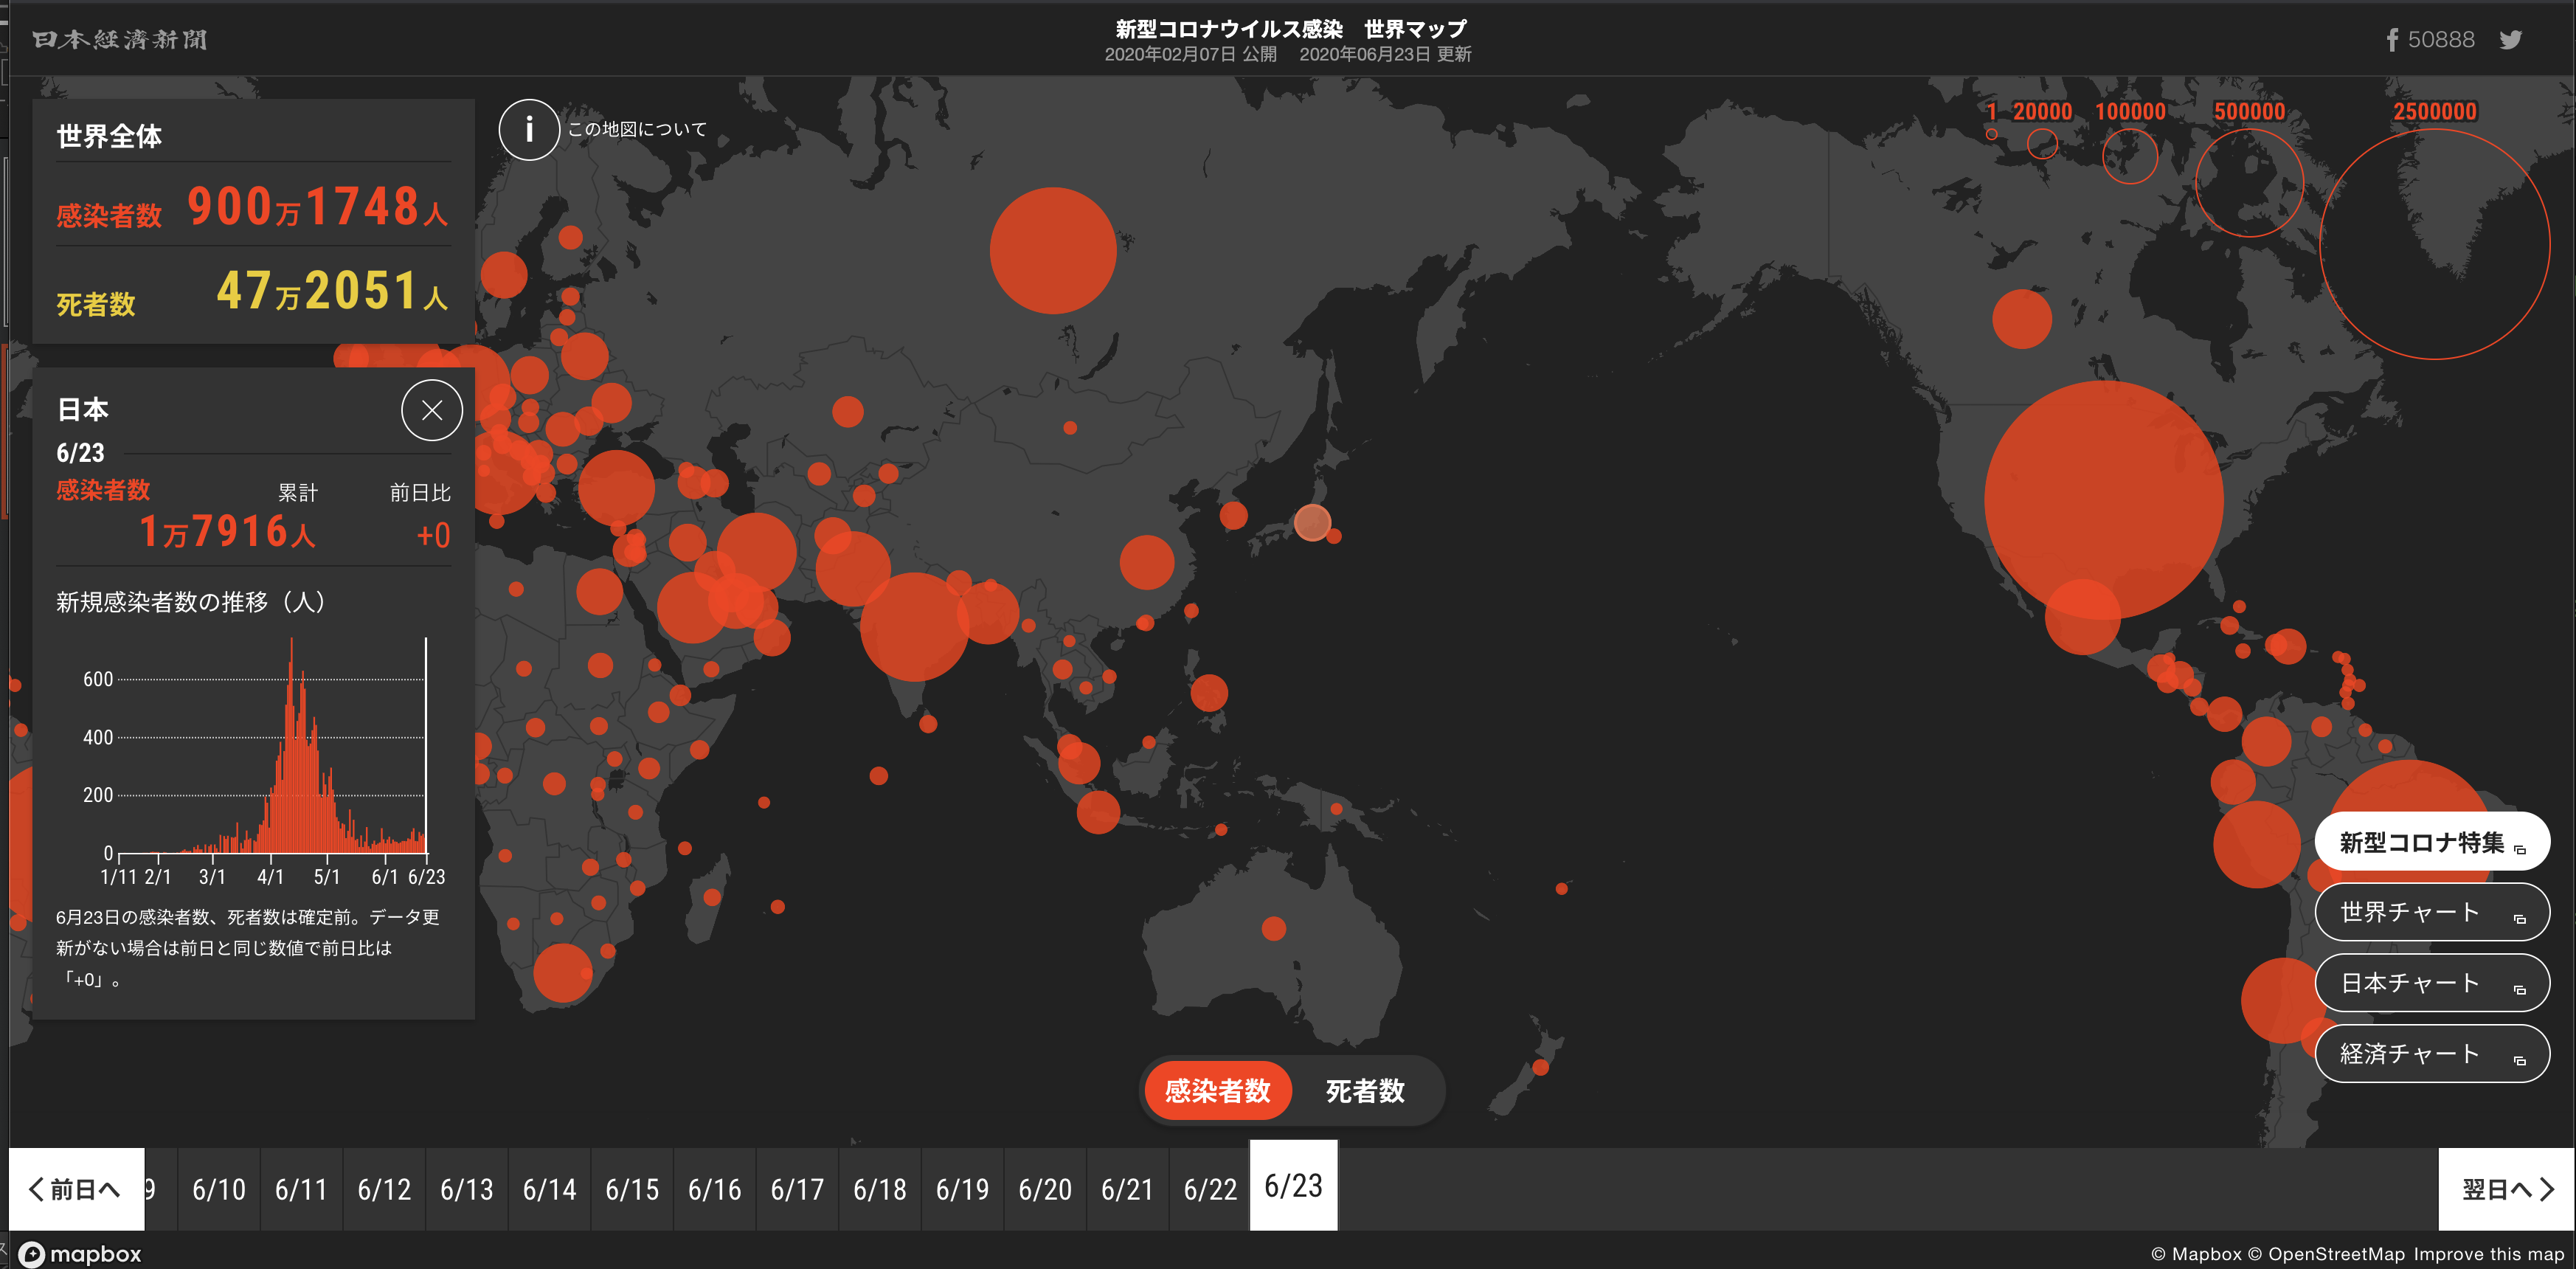 日本経済新聞
新型コロナウイルス感染　世界マップ
2020年02月07日 公開　2020年06月23日 更新
50888
世界全体
感染者数 900万1748人
死者数 47万2051人
i この地図について
1 20000 100000 500000 2500000
日本
6/23
感染者数 累計 前日比
1万7916人 +0
新規感染者数の推移（人）
600
400
200
0
1/11 2/1 3/1 4/1 5/1 6/1 6/23
6月23日の感染者数、死者数は確定前。データ更
新がない場合は前日と同じ数値で前日比は
「+0」。
新型コロナ特集
世界チャート
日本チャート
経済チャート
感染者数 死者数
前日へ 9 6/10 6/11 6/12 6/13 6/14 6/15 6/16 6/17 6/18 6/19 6/20 6/21 6/22 6/23 翌日へ
mapbox
© Mapbox © OpenStreetMap Improve this map